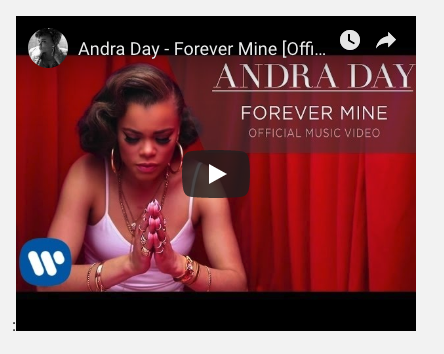 Andra Day - Forever Mine [Offi...
ANDRA DAY
FOREVER MINE
OFFICIAL MUSIC VIDEO
: